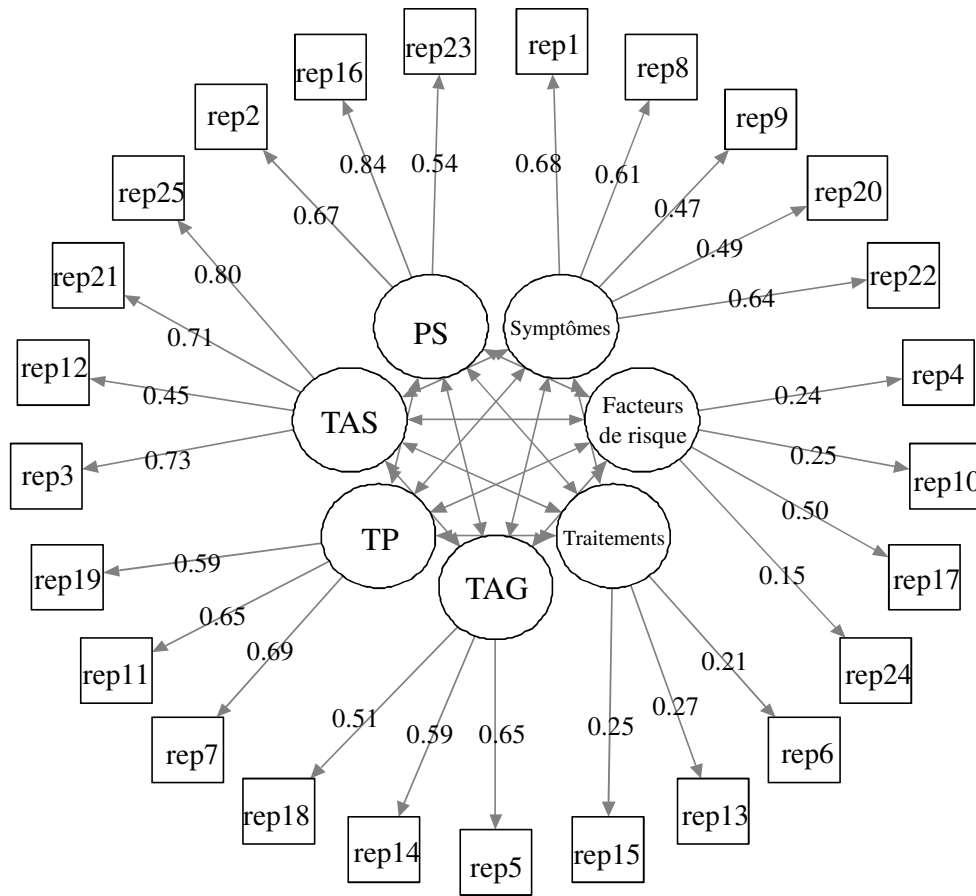 rep23
rep1
rep16
rep8
rep2
rep9
rep25
rep20
rep21
rep22
rep12
rep4
rep3
rep10
rep19
rep17
rep11
rep24
rep7
rep6
rep18
rep13
rep14
rep5
rep15
0.84
0.54
0.68
0.61
0.67
0.47
0.80
0.49
0.64
0.71
0.45
0.24
0.73
0.25
0.50
0.59
0.15
0.65
0.69
0.21
0.51
0.59
0.65
0.25
0.27
PS
Symptômes
TAS
Facteurs
de risque
TP
Traitements
TAG